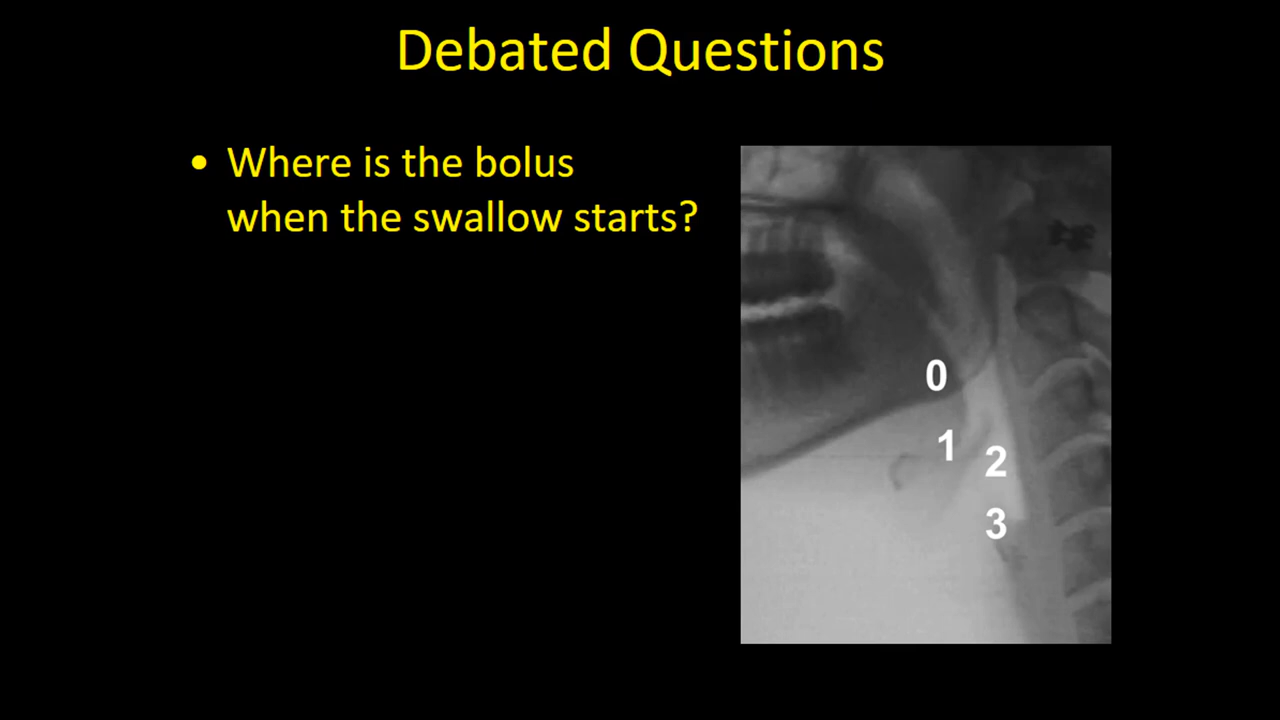 Debated Questions
• Where is the bolus
when the swallow starts?
0
1
2
3